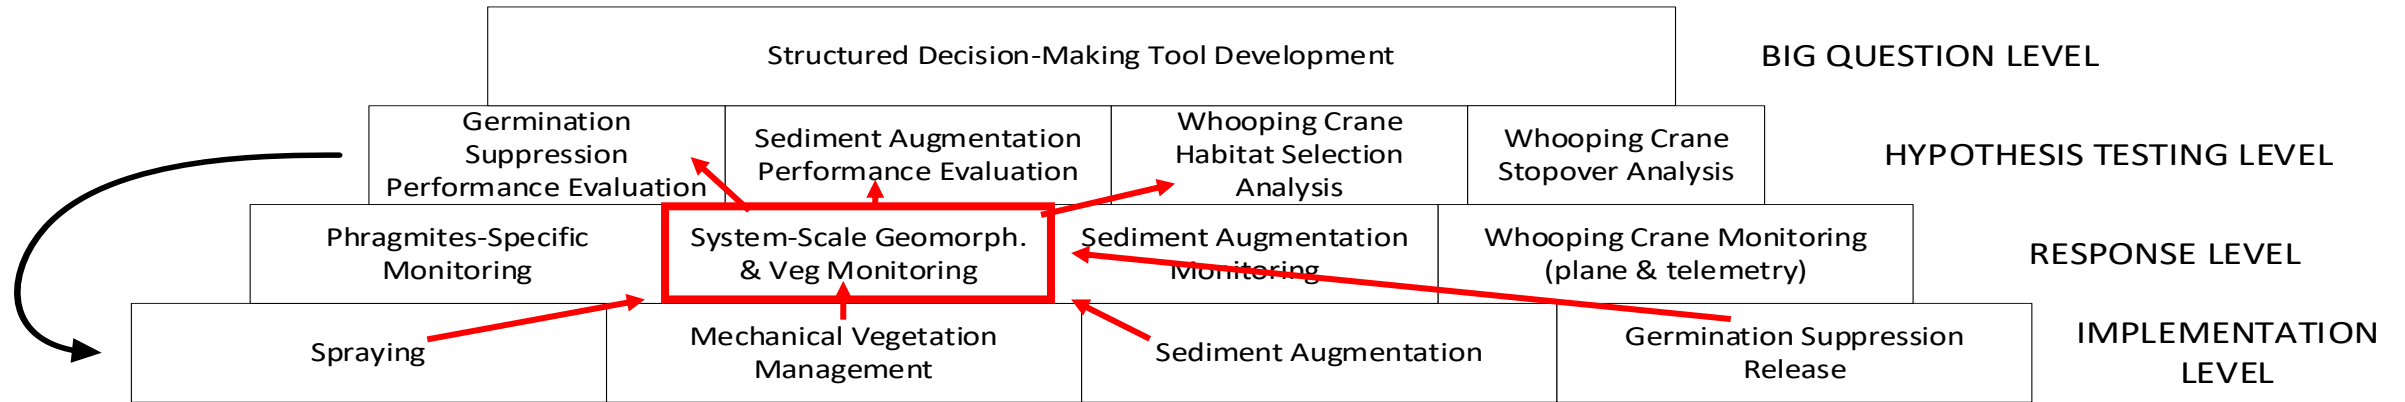 Structured Decision-Making Tool Development
BIG QUESTION LEVEL
Germination
Suppression
Performance Evaluation
Sediment Augmentation
Performance Evaluation
Whooping Crane
Habitat Selection
Analysis
Whooping Crane
Stopover Analysis
HYPOTHESIS TESTING LEVEL
Phragmites-Specific
Monitoring
System-Scale Geomorph.
& Veg Monitoring
Sediment Augmentation
Monitoring
Whooping Crane Monitoring
(plane & telemetry)
RESPONSE LEVEL
Spraying
Mechanical Vegetation
Management
Sediment Augmentation
Germination Suppression
Release
IMPLEMENTATION
LEVEL